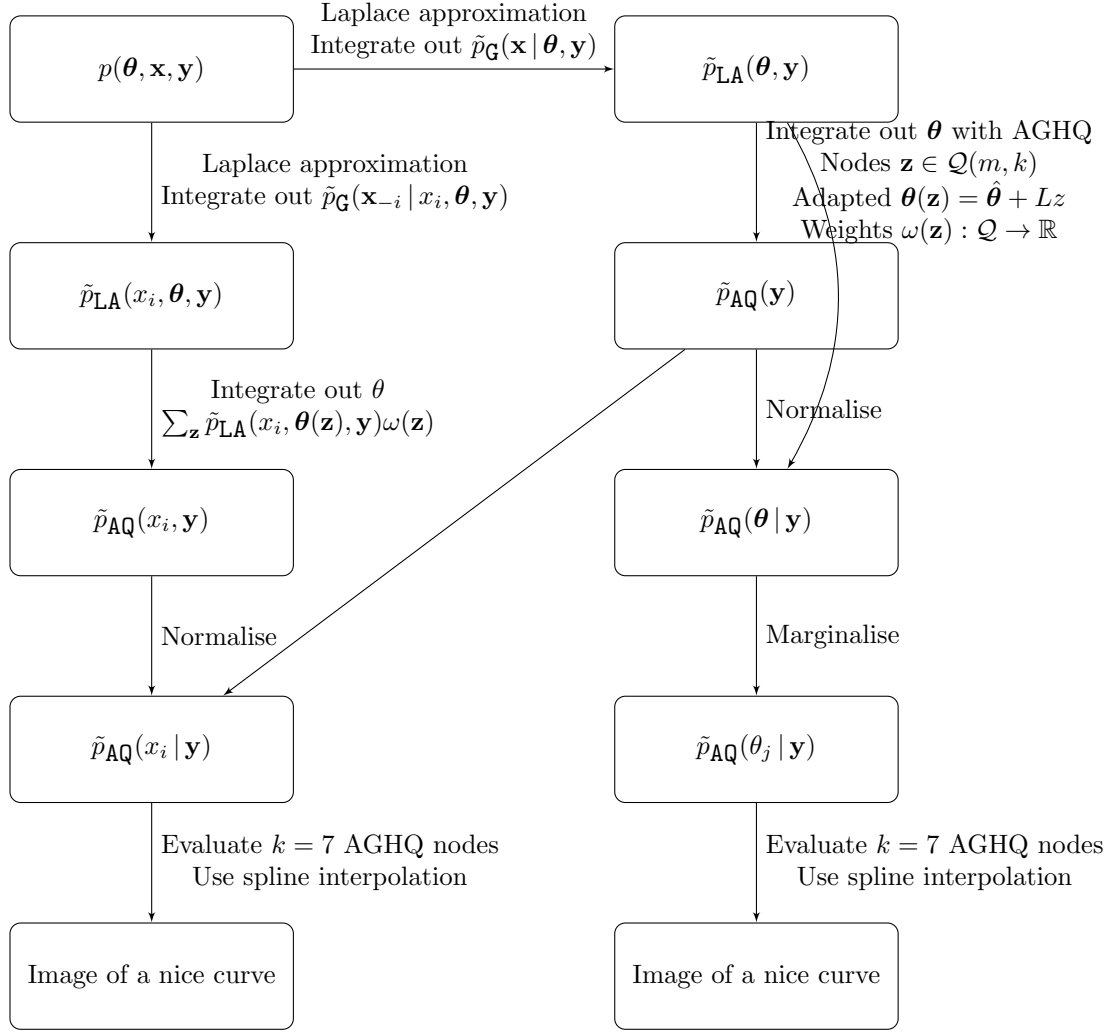 Laplace approximation
Integrate out p̃_G(x | θ, y)
p(θ, x, y)
p̃_LA(θ, y)
Laplace approximation
Integrate out p̃_G(x_{−i} | x_i, θ, y)
Integrate out θ with AGHQ
Nodes z ∈ Q(m, k)
Adapted θ(z) = θ̂ + Lz
Weights ω(z) : Q → ℝ
p̃_LA(x_i, θ, y)
p̃_AQ(y)
Integrate out θ
∑_z p̃_LA(x_i, θ(z), y)ω(z)
Normalise
p̃_AQ(x_i, y)
p̃_AQ(θ | y)
Normalise
Marginalise
p̃_AQ(x_i | y)
p̃_AQ(θ_j | y)
Evaluate k = 7 AGHQ nodes
Use spline interpolation
Evaluate k = 7 AGHQ nodes
Use spline interpolation
Image of a nice curve
Image of a nice curve